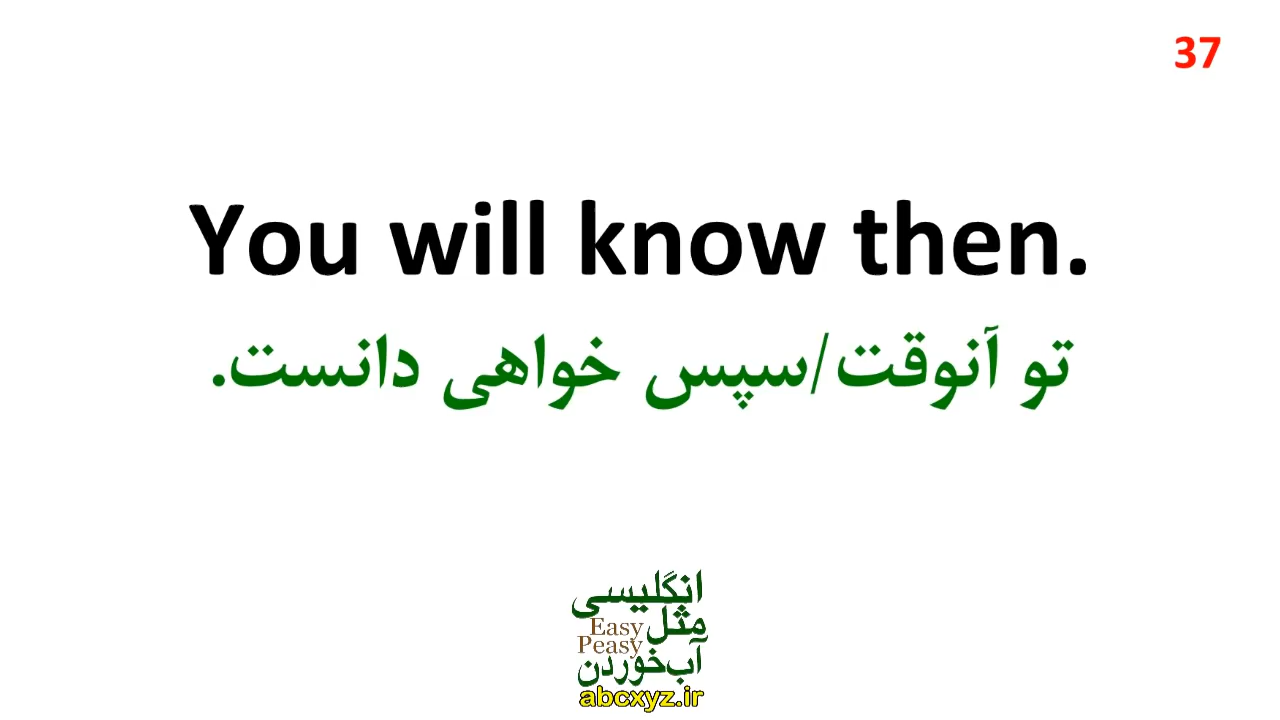 37
You will know then.
تو آنوقت/سپس خواهی دانست.
انگلیسی
مثل
Easy
Peasy
آب‌خوردن
abcxyz.ir